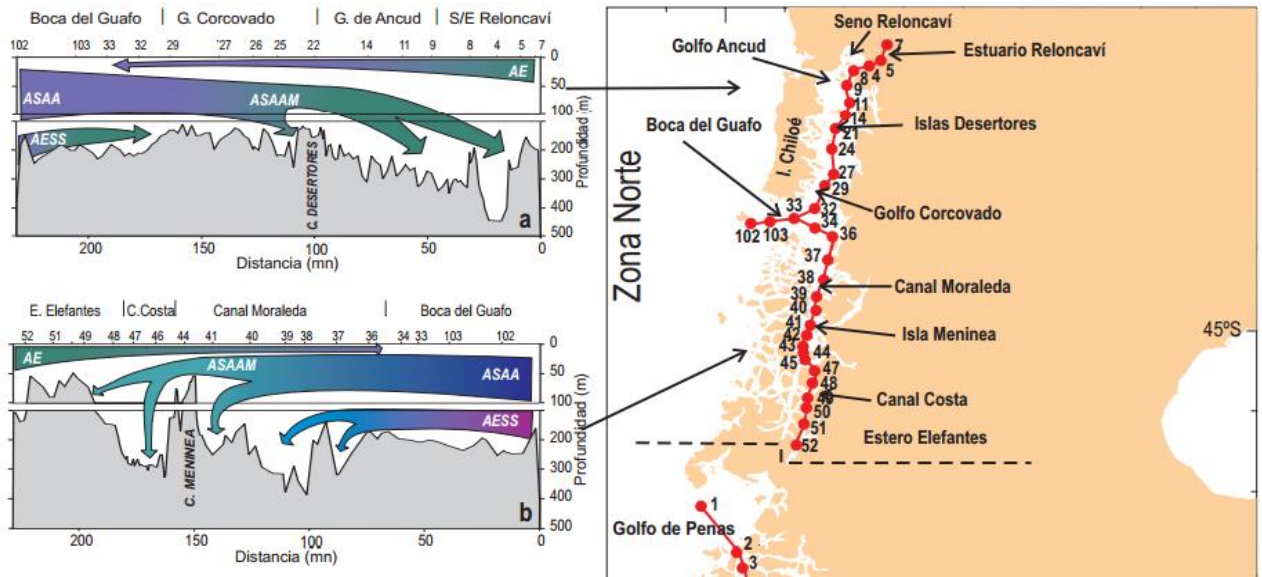 Boca del Guafo G. Corcovado G. de Ancud S/E Reloncaví
102 103 33 32 29 '27 26 25 22 14 11 9 8 4 5 7
0
50
100
200
300
400
500
Profundidad (m)
AE
ASAA
ASAAM
AESS
C. DESERTORES
a
200 150 100 50 0
Distancia (mn)
E. Elefantes C.Costa Canal Moraleda Boca del Guafo
52 51 49 48 47 46 44 41 40 39 38 37 36 34 33 103 102
0
50
100
200
300
400
500
Profundidad (m)
AE
ASAAM
ASAA
AESS
C. MENINEA
b
200 150 100 50 0
Distancia (mn)
Zona Norte
Seno Reloncaví
Golfo Ancud
Estuario Reloncaví
7
5
4
8
9
11
14
Islas Desertores
21
Boca del Guafo
I. Chiloé
24
27
29
Golfo Corcovado
33
32
34
102
103
36
37
38
Canal Moraleda
39
40
41
Isla Meninea
45ºS
42
43
44
45
47
48
Canal Costa
50
51
Estero Elefantes
52
1
Golfo de Penas
2
3